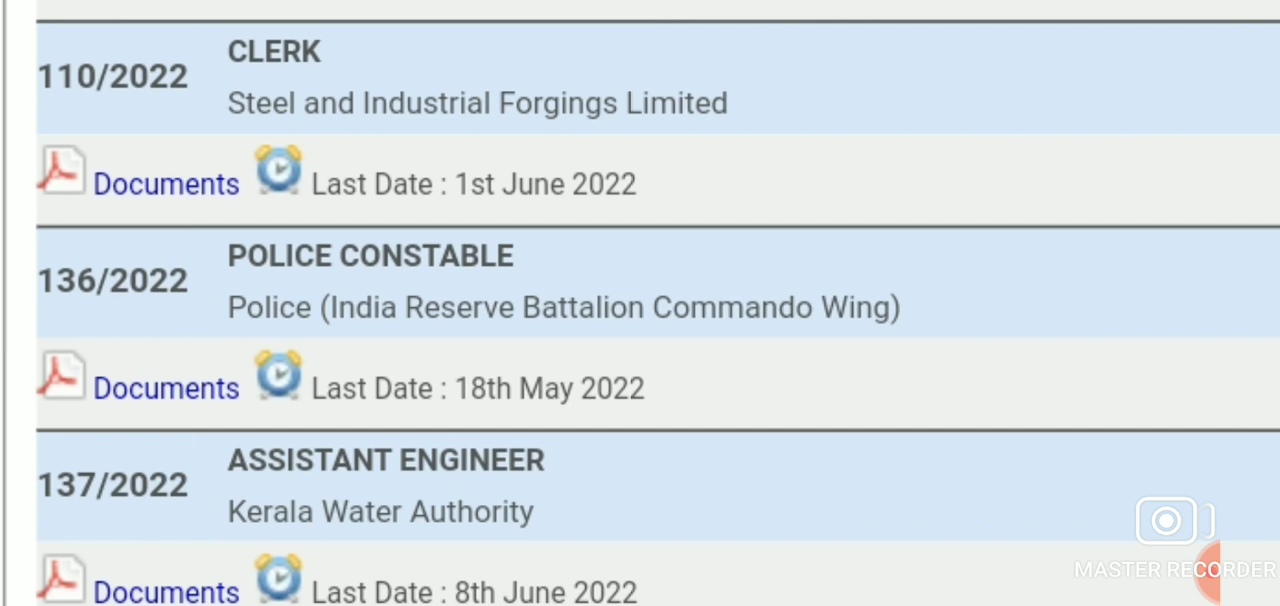 110/2022
CLERK
Steel and Industrial Forgings Limited
Documents Last Date : 1st June 2022
136/2022
POLICE CONSTABLE
Police (India Reserve Battalion Commando Wing)
Documents Last Date : 18th May 2022
137/2022
ASSISTANT ENGINEER
Kerala Water Authority
Documents Last Date : 8th June 2022
MASTER RECORDER